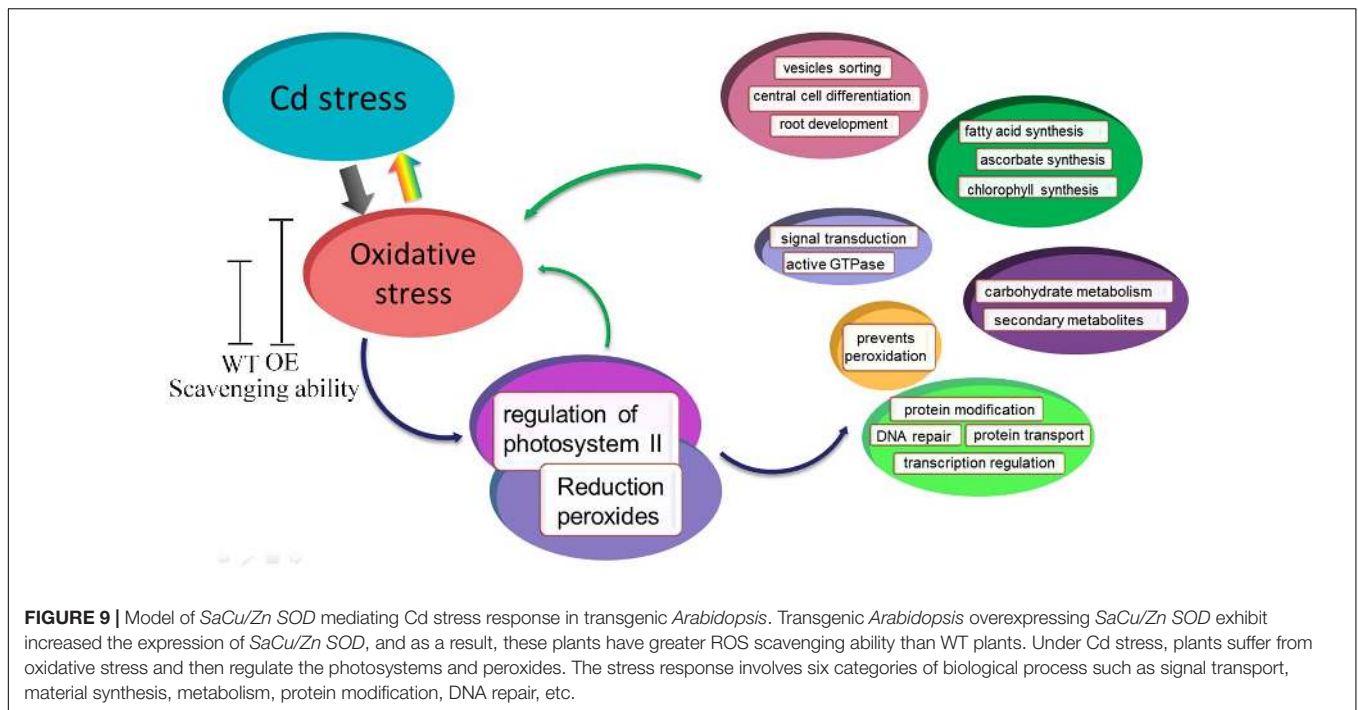 Cd stress
Oxidative
stress
WT OE
Scavenging ability
regulation of
photosystem II
Reduction
peroxides
vesicles sorting
central cell differentiation
root development
fatty acid synthesis
ascorbate synthesis
chlorophyll synthesis
signal transduction
active GTPase
carbohydrate metabolism
secondary metabolites
prevents
peroxidation
protein modification
DNA repair protein transport
transcription regulation
FIGURE 9 | Model of SaCu/Zn SOD mediating Cd stress response in transgenic Arabidopsis. Transgenic Arabidopsis overexpressing SaCu/Zn SOD exhibit
increased the expression of SaCu/Zn SOD, and as a result, these plants have greater ROS scavenging ability than WT plants. Under Cd stress, plants suffer from
oxidative stress and then regulate the photosystems and peroxides. The stress response involves six categories of biological process such as signal transport,
material synthesis, metabolism, protein modification, DNA repair, etc.